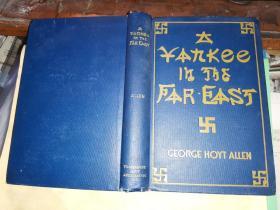 A
YANKEE
IN THE
FAR EAST
ALLEN
A
YANKEE
IN THE
FAR-EAST
GEORGE HOYT ALLEN